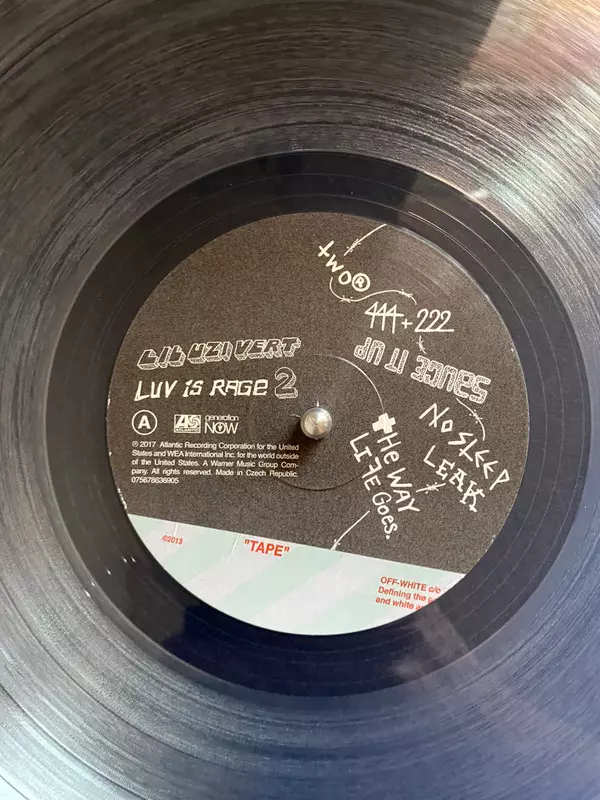 two®
444+222
SAUCE IT UP
NO SLEEP
LEAK
tHe WAY
LIFE Goes.
LIL UZI VERT
LUV is RAGE 2
A
ATLANTIC
generation
NOW
℗ 2017 Atlantic Recording Corporation for the United
States and WEA International Inc. for the world outside
of the United States. A Warner Music Group Com-
pany. All rights reserved. Made in Czech Republic.
075678636905
©2013
"TAPE"
OFF-WHITE c/o
Defining the
and white